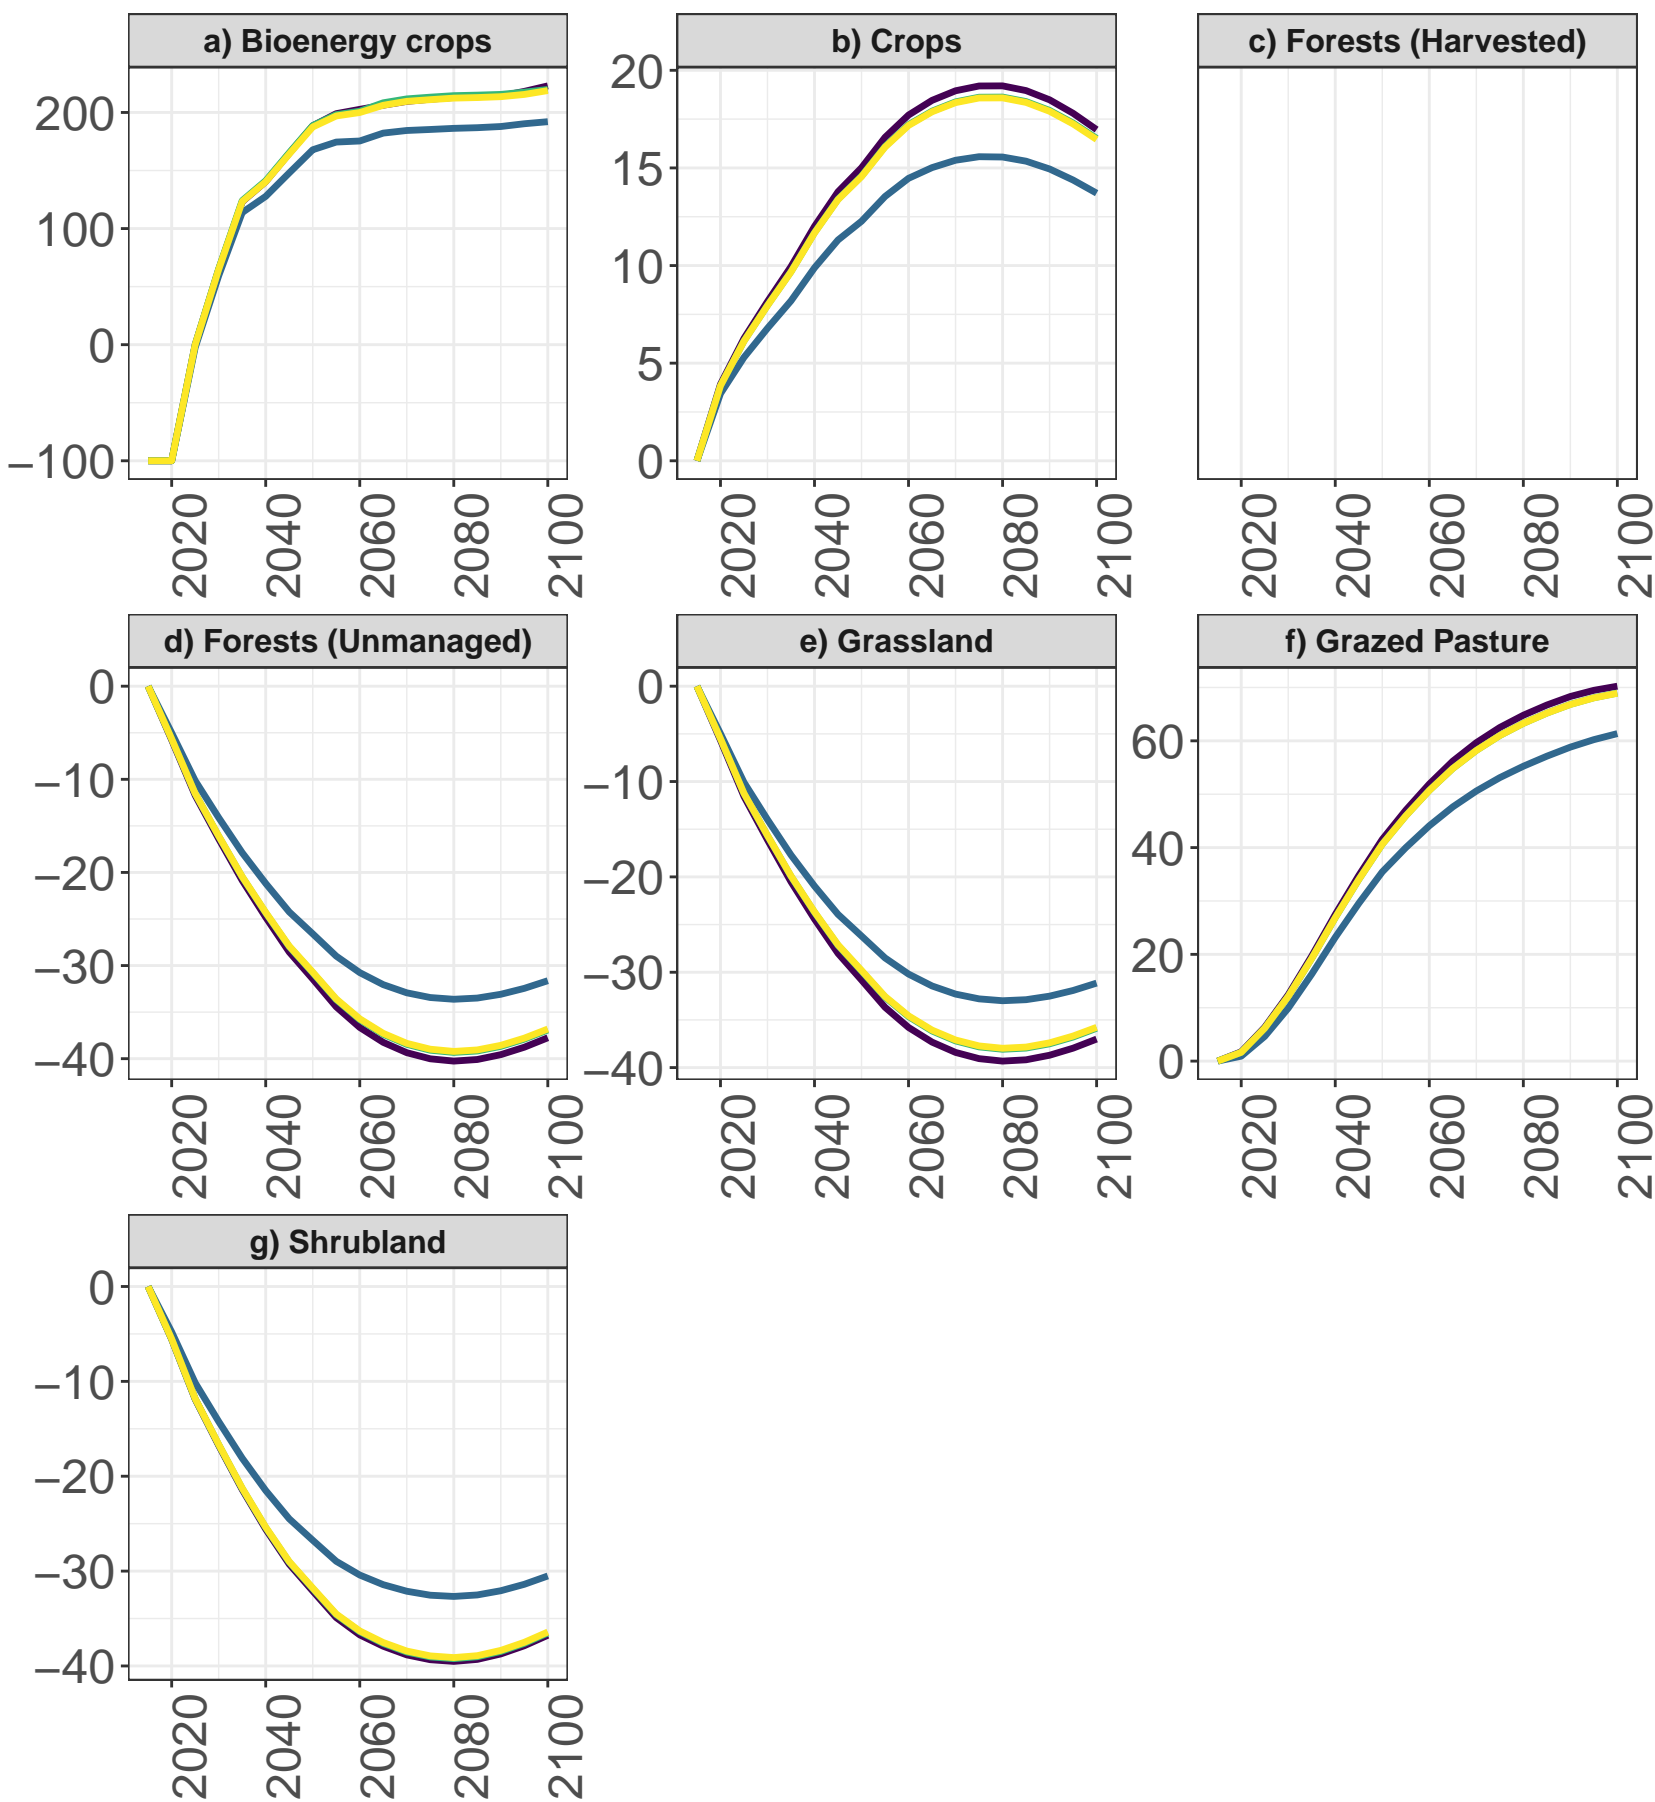 a) Bioenergy crops
200
100
0
−100
2020 2040 2060 2080 2100
b) Crops
20
15
10
5
0
2020 2040 2060 2080 2100
c) Forests (Harvested)
2020 2040 2060 2080 2100
d) Forests (Unmanaged)
0
−10
−20
−30
−40
2020 2040 2060 2080 2100
e) Grassland
0
−10
−20
−30
−40
2020 2040 2060 2080 2100
f) Grazed Pasture
60
40
20
0
2020 2040 2060 2080 2100
g) Shrubland
0
−10
−20
−30
−40
2020 2040 2060 2080 2100